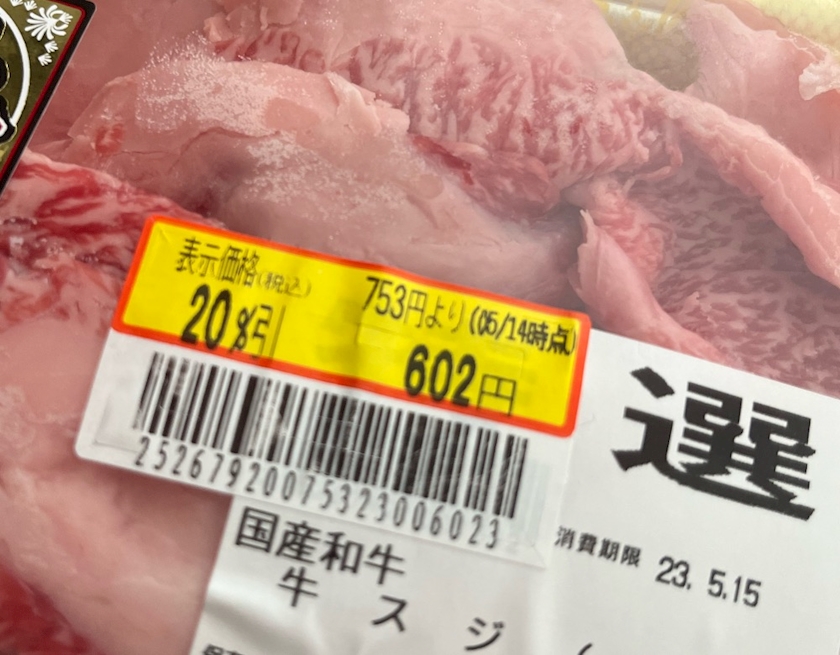 表示価格(税込) 753円より(05/14時点)
20%引 602円
25267920075323006023
選
消費期限 23. 5.15
国産和牛
牛スジ(